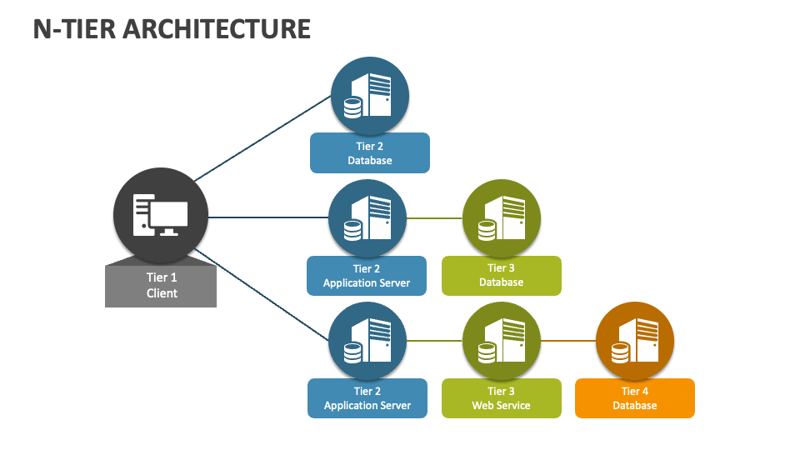 N-TIER ARCHITECTURE
Tier 2
Database
Tier 1
Client
Tier 2
Application Server
Tier 3
Database
Tier 2
Application Server
Tier 3
Web Service
Tier 4
Database